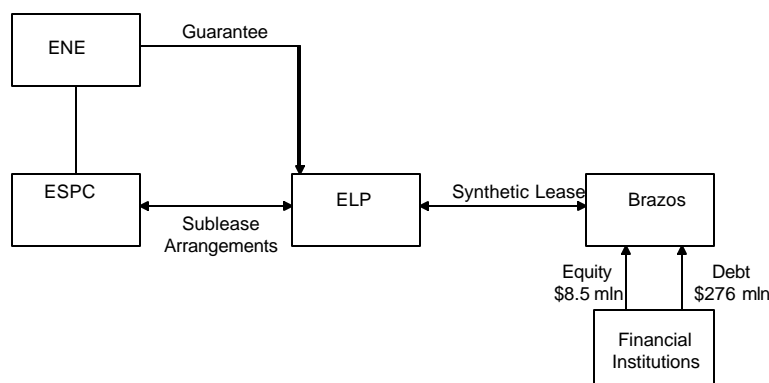 Guarantee
ENE
ESPC
ELP
Synthetic Lease
Brazos
Sublease
Arrangements
Equity
$8.5 mln
Debt
$276 mln
Financial
Institutions